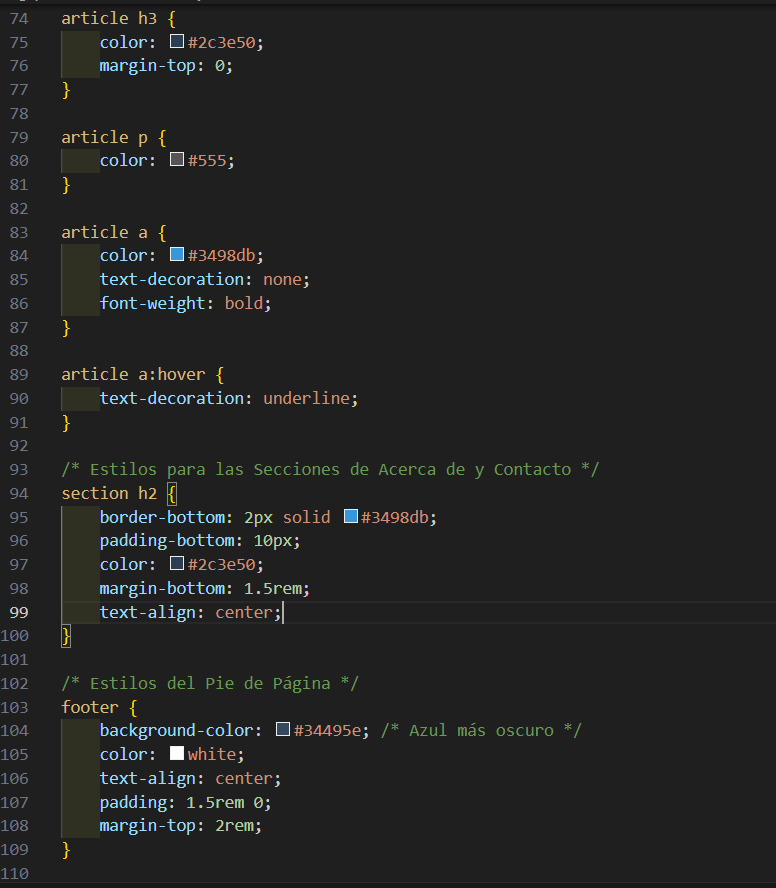 74 article h3 {
75 color: #2c3e50;
76 margin-top: 0;
77 }
78
79 article p {
80 color: #555;
81 }
82
83 article a {
84 color: #3498db;
85 text-decoration: none;
86 font-weight: bold;
87 }
88
89 article a:hover {
90 text-decoration: underline;
91 }
92
93 /* Estilos para las Secciones de Acerca de y Contacto */
94 section h2 {
95 border-bottom: 2px solid #3498db;
96 padding-bottom: 10px;
97 color: #2c3e50;
98 margin-bottom: 1.5rem;
99 text-align: center;
100 }
101
102 /* Estilos del Pie de Página */
103 footer {
104 background-color: #34495e; /* Azul más oscuro */
105 color: white;
106 text-align: center;
107 padding: 1.5rem 0;
108 margin-top: 2rem;
109 }
110